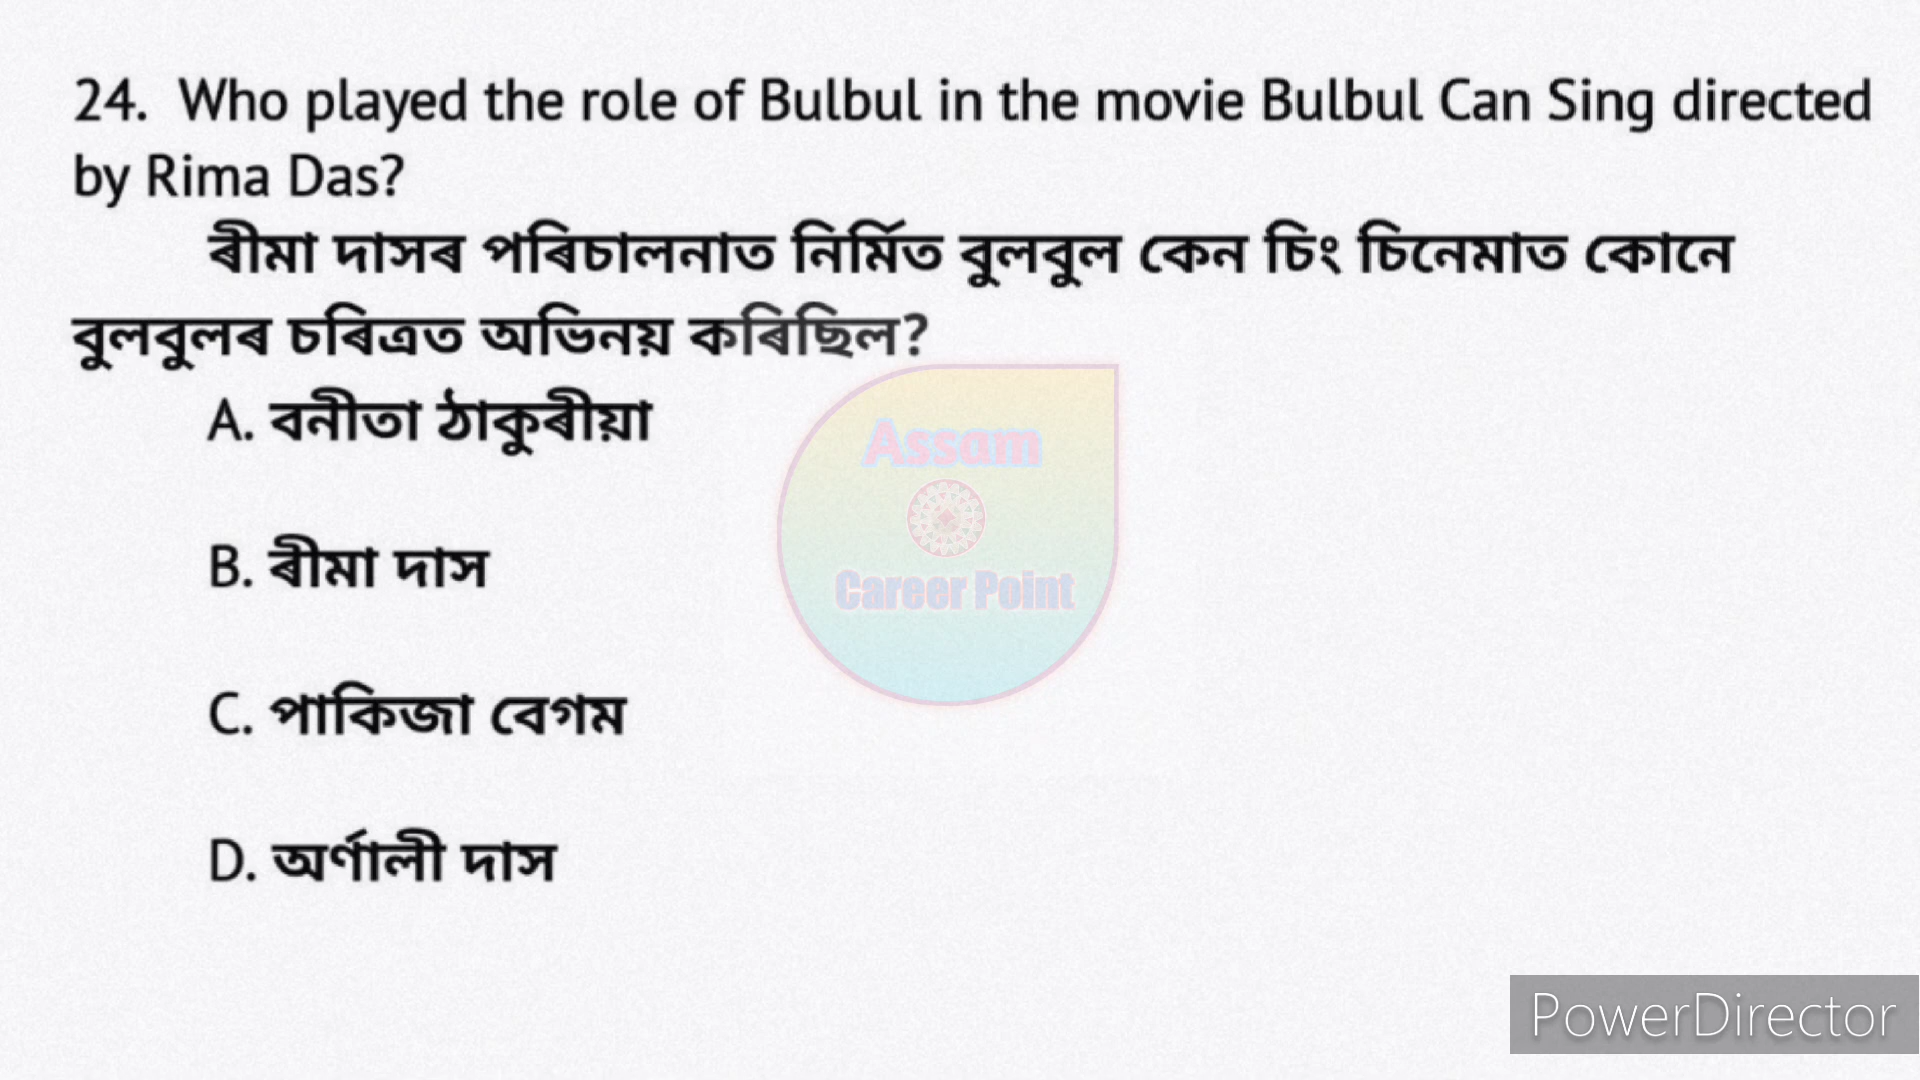 24. Who played the role of Bulbul in the movie Bulbul Can Sing directed
by Rima Das?
ৰীমা দাসৰ পৰিচালনাত নিৰ্মিত বুলবুল কেন চিং চিনেমাত কোনে
বুলবুলৰ চৰিত্ৰত অভিনয় কৰিছিল?
A. বনীতা ঠাকুৰীয়া
B. ৰীমা দাস
C. পাকিজা বেগম
D. অৰ্ণালী দাস
Assam
Career Point
PowerDirector